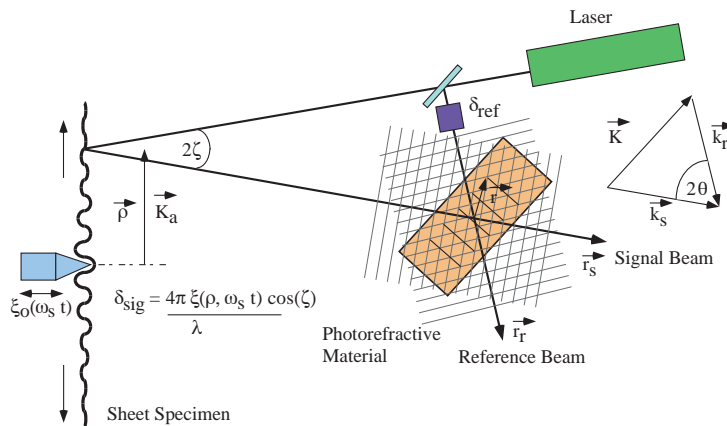 Laser
δref
2ζ
K
kr
2θ
ks
ρ
Ka
r
rs
Signal Beam
ξo(ωs t)
δsig = 4π ξ(ρ, ωs t) cos(ζ)
λ
Photorefractive
Material
rr
Reference Beam
Sheet Specimen